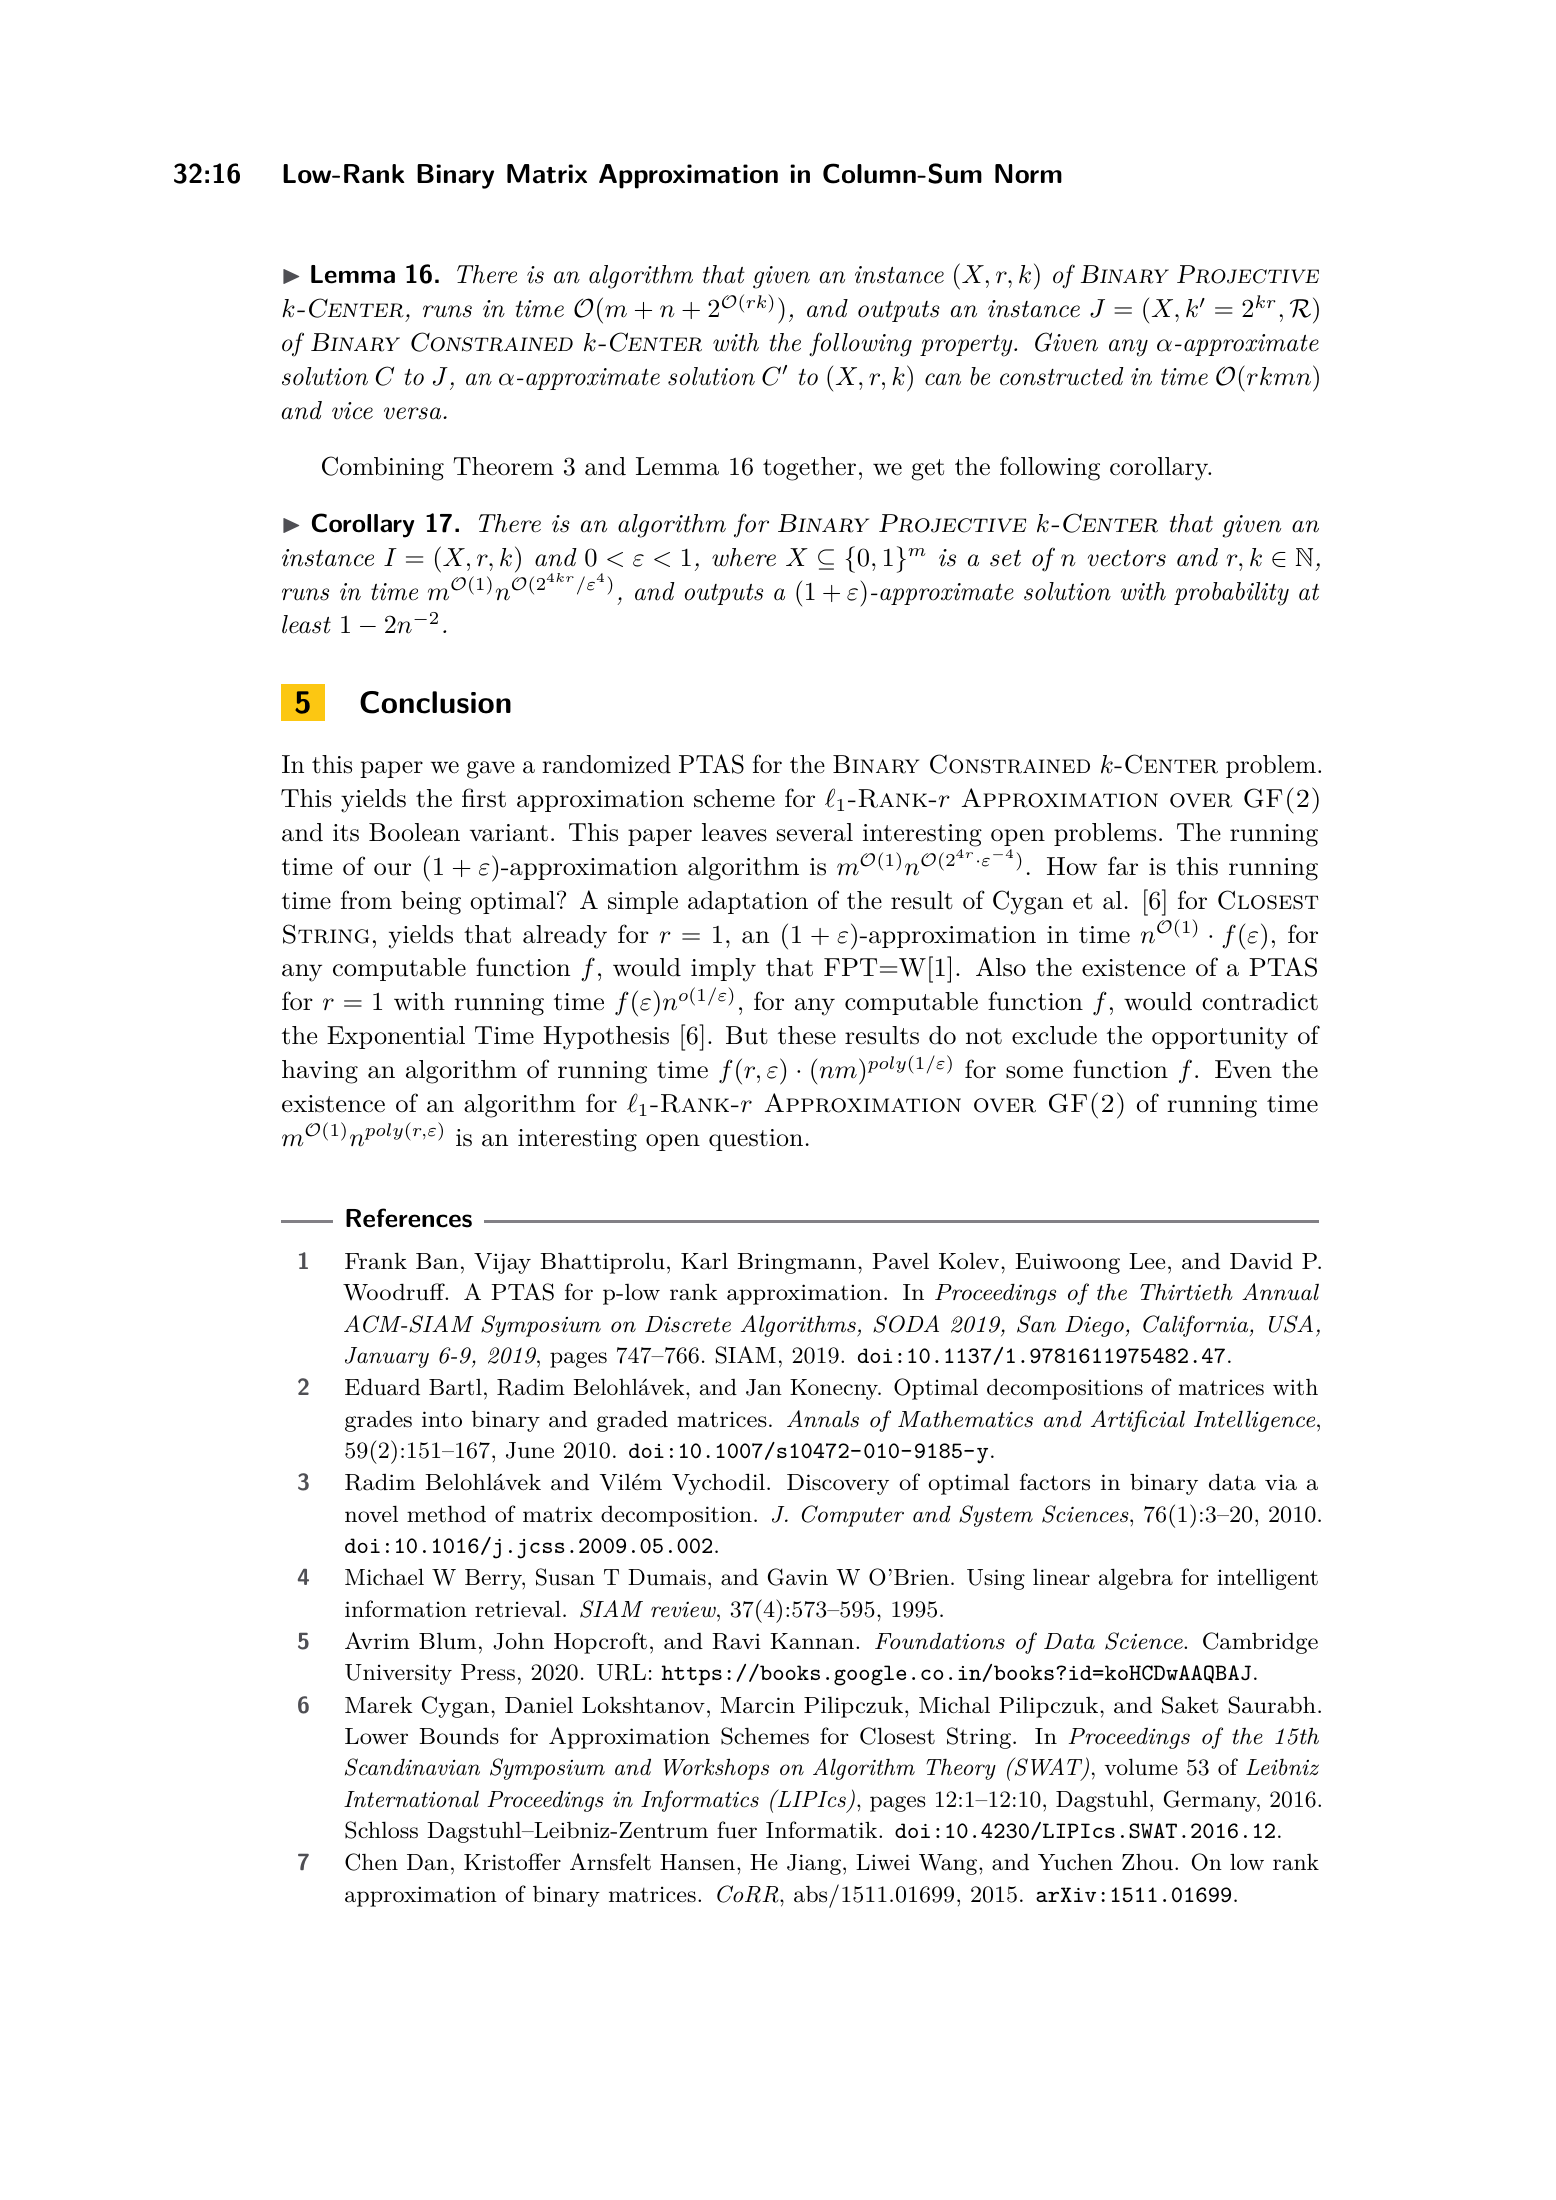 32:16 Low-Rank Binary Matrix Approximation in Column-Sum Norm
▶ Lemma 16. There is an algorithm that given an instance (X, r, k) of Binary Projective
k-Center, runs in time 𝒪(m + n + 2^{𝒪(rk)}), and outputs an instance J = (X, k′ = 2^{kr}, ℛ)
of Binary Constrained k-Center with the following property. Given any α-approximate
solution C to J, an α-approximate solution C′ to (X, r, k) can be constructed in time 𝒪(rkmn)
and vice versa.
Combining Theorem 3 and Lemma 16 together, we get the following corollary.
▶ Corollary 17. There is an algorithm for Binary Projective k-Center that given an
instance I = (X, r, k) and 0 < ε < 1, where X ⊆ {0, 1}^m is a set of n vectors and r, k ∈ ℕ,
runs in time m^{𝒪(1)}n^{𝒪(2^{4kr}/ε^4)}, and outputs a (1 + ε)-approximate solution with probability at
least 1 − 2n^{−2}.
5 Conclusion
In this paper we gave a randomized PTAS for the Binary Constrained k-Center problem.
This yields the first approximation scheme for ℓ₁-Rank-r Approximation over GF(2)
and its Boolean variant. This paper leaves several interesting open problems. The running
time of our (1 + ε)-approximation algorithm is m^{𝒪(1)}n^{𝒪(2^{4r}·ε^{−4})}. How far is this running
time from being optimal? A simple adaptation of the result of Cygan et al. [6] for Closest
String, yields that already for r = 1, an (1 + ε)-approximation in time n^{𝒪(1)} · f(ε), for
any computable function f, would imply that FPT=W[1]. Also the existence of a PTAS
for r = 1 with running time f(ε)n^{o(1/ε)}, for any computable function f, would contradict
the Exponential Time Hypothesis [6]. But these results do not exclude the opportunity of
having an algorithm of running time f(r, ε) · (nm)^{poly(1/ε)} for some function f. Even the
existence of an algorithm for ℓ₁-Rank-r Approximation over GF(2) of running time
m^{𝒪(1)}n^{poly(r,ε)} is an interesting open question.
References
1 Frank Ban, Vijay Bhattiprolu, Karl Bringmann, Pavel Kolev, Euiwoong Lee, and David P.
Woodruff. A PTAS for p-low rank approximation. In Proceedings of the Thirtieth Annual
ACM-SIAM Symposium on Discrete Algorithms, SODA 2019, San Diego, California, USA,
January 6-9, 2019, pages 747–766. SIAM, 2019. doi:10.1137/1.9781611975482.47.
2 Eduard Bartl, Radim Belohlávek, and Jan Konecny. Optimal decompositions of matrices with
grades into binary and graded matrices. Annals of Mathematics and Artificial Intelligence,
59(2):151–167, June 2010. doi:10.1007/s10472-010-9185-y.
3 Radim Belohlávek and Vilém Vychodil. Discovery of optimal factors in binary data via a
novel method of matrix decomposition. J. Computer and System Sciences, 76(1):3–20, 2010.
doi:10.1016/j.jcss.2009.05.002.
4 Michael W Berry, Susan T Dumais, and Gavin W O'Brien. Using linear algebra for intelligent
information retrieval. SIAM review, 37(4):573–595, 1995.
5 Avrim Blum, John Hopcroft, and Ravi Kannan. Foundations of Data Science. Cambridge
University Press, 2020. URL: https://books.google.co.in/books?id=koHCDwAAQBAJ.
6 Marek Cygan, Daniel Lokshtanov, Marcin Pilipczuk, Michal Pilipczuk, and Saket Saurabh.
Lower Bounds for Approximation Schemes for Closest String. In Proceedings of the 15th
Scandinavian Symposium and Workshops on Algorithm Theory (SWAT), volume 53 of Leibniz
International Proceedings in Informatics (LIPIcs), pages 12:1–12:10, Dagstuhl, Germany, 2016.
Schloss Dagstuhl–Leibniz-Zentrum fuer Informatik. doi:10.4230/LIPIcs.SWAT.2016.12.
7 Chen Dan, Kristoffer Arnsfelt Hansen, He Jiang, Liwei Wang, and Yuchen Zhou. On low rank
approximation of binary matrices. CoRR, abs/1511.01699, 2015. arXiv:1511.01699.